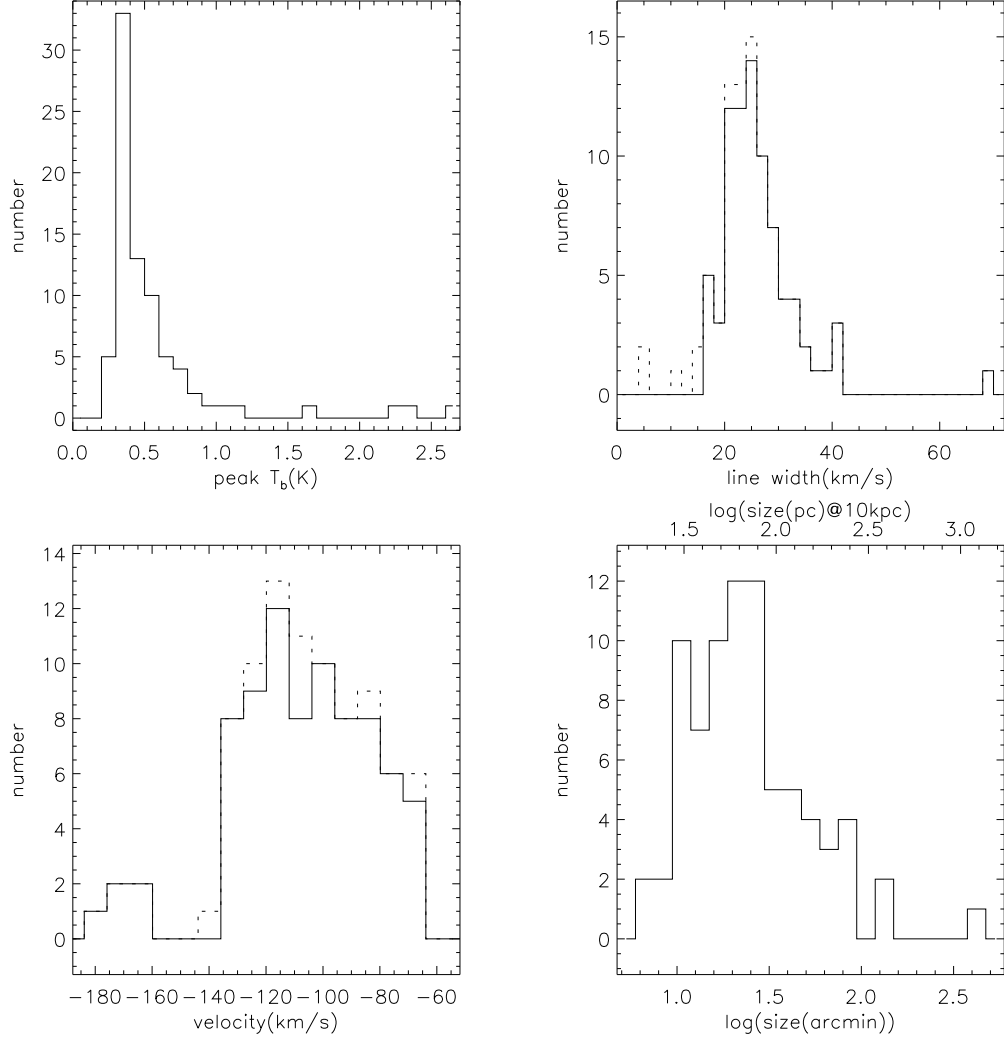 number
30
25
20
15
10
5
0
0.0 0.5 1.0 1.5 2.0 2.5
peak T_b(K)
number
15
10
5
0
0 20 40 60
line width(km/s)
number
14
12
10
8
6
4
2
0
−180 −160 −140 −120 −100 −80 −60
velocity(km/s)
log(size(pc)@10kpc)
1.5 2.0 2.5 3.0
number
12
10
8
6
4
2
0
1.0 1.5 2.0 2.5
log(size(arcmin))